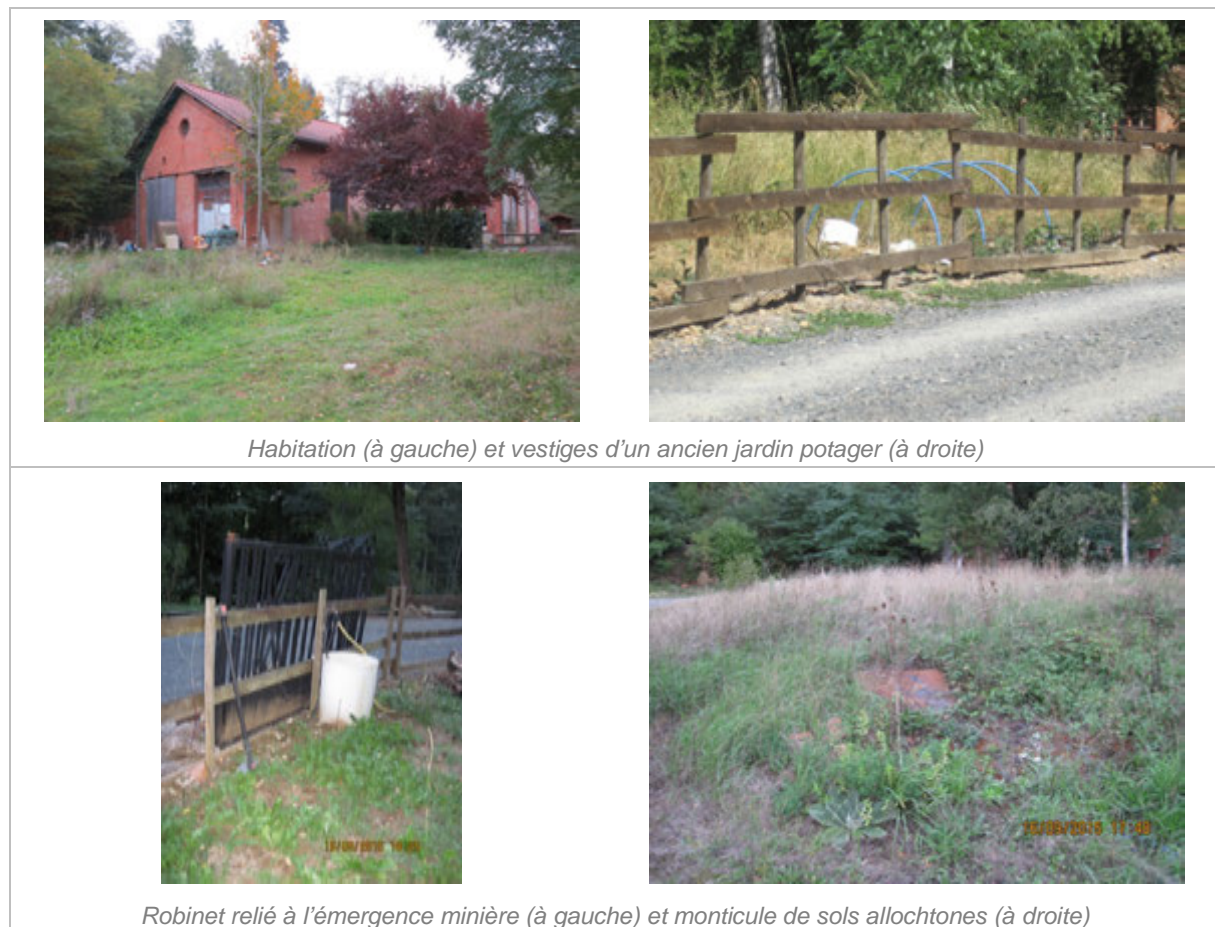 Habitation (à gauche) et vestiges d'un ancien jardin potager (à droite)
Robinet relié à l'émergence minière (à gauche) et monticule de sols allochtones (à droite)